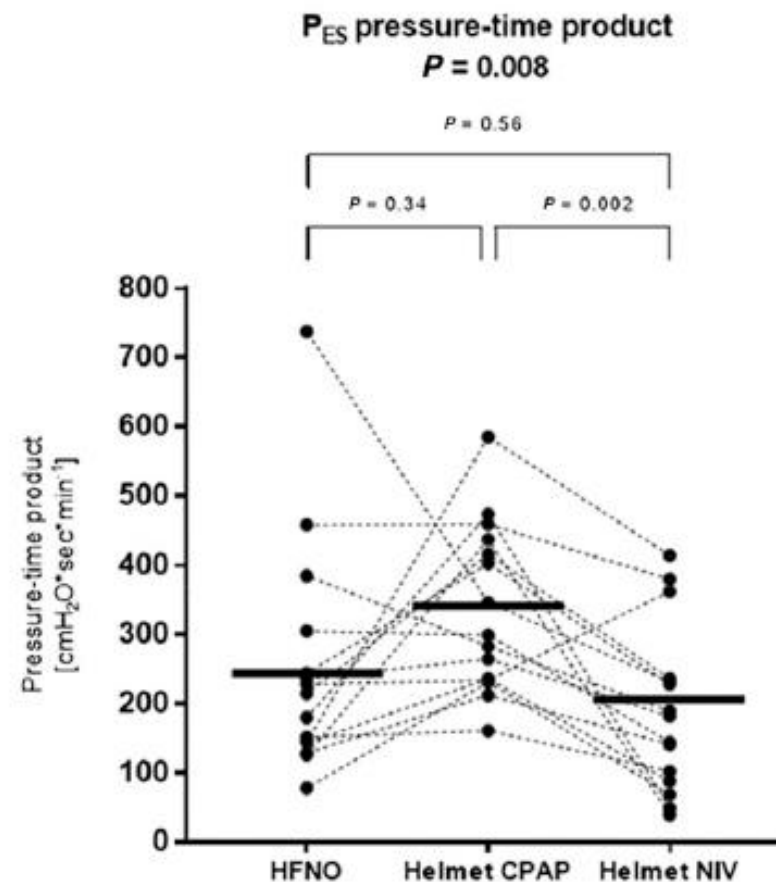 P_ES pressure-time product
P = 0.008
P = 0.56
P = 0.34
P = 0.002
800
700
600
500
400
300
200
100
0
Pressure-time product
[cmH₂O*sec*min⁻¹]
HFNO
Helmet CPAP
Helmet NIV